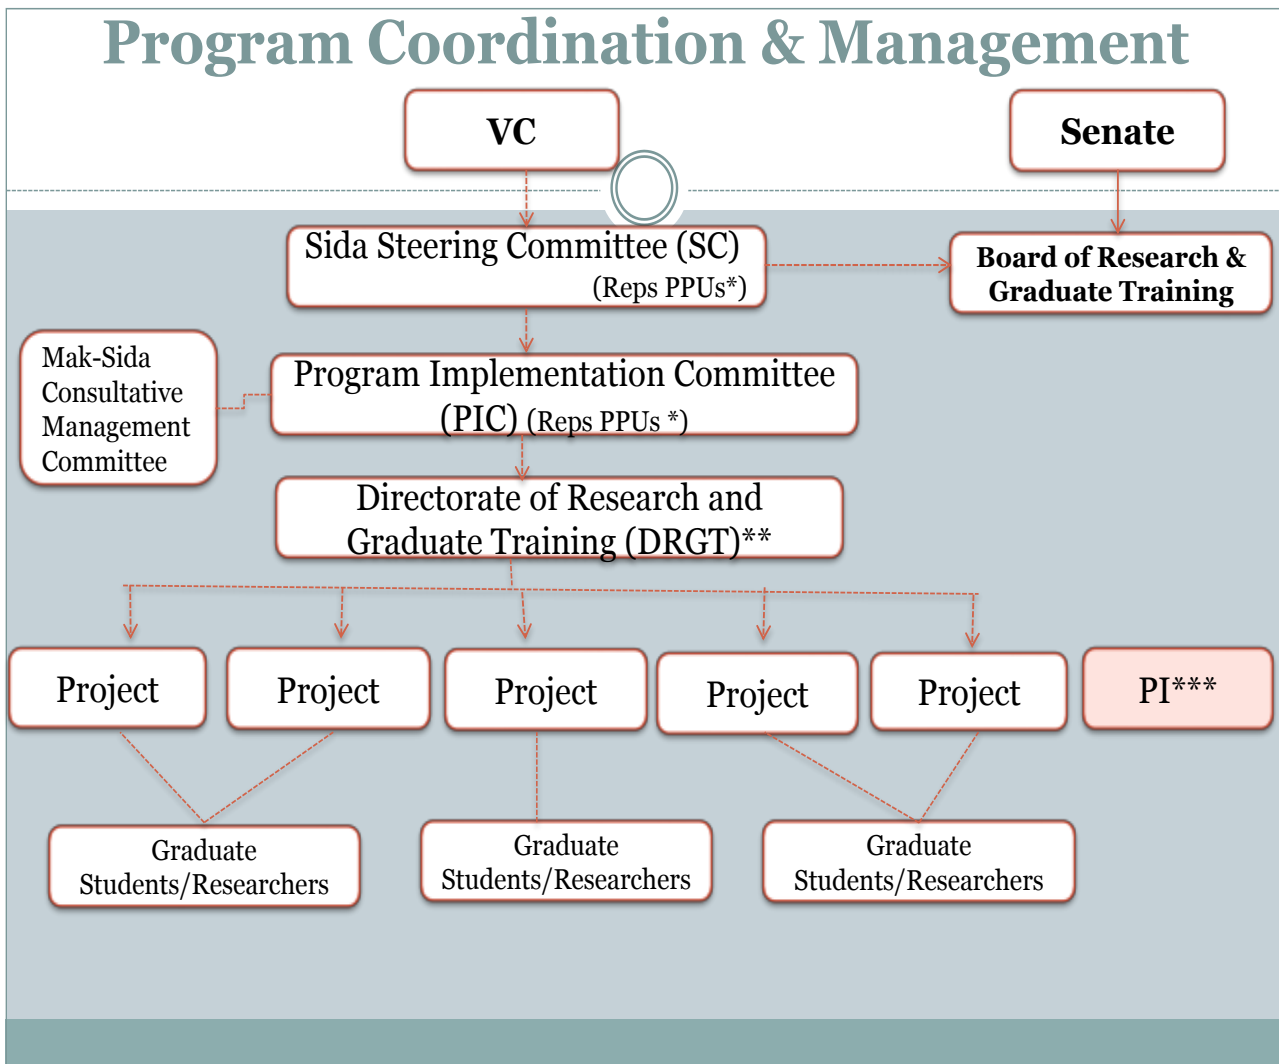 Program Coordination & Management
VC
Senate
Sida Steering Committee (SC)
(Reps PPUs*)
Board of Research &
Graduate Training
Mak-Sida
Consultative
Management
Committee
Program Implementation Committee
(PIC) (Reps PPUs *)
Directorate of Research and
Graduate Training (DRGT)**
Project
Project
Project
Project
Project
PI***
Graduate
Students/Researchers
Graduate
Students/Researchers
Graduate
Students/Researchers